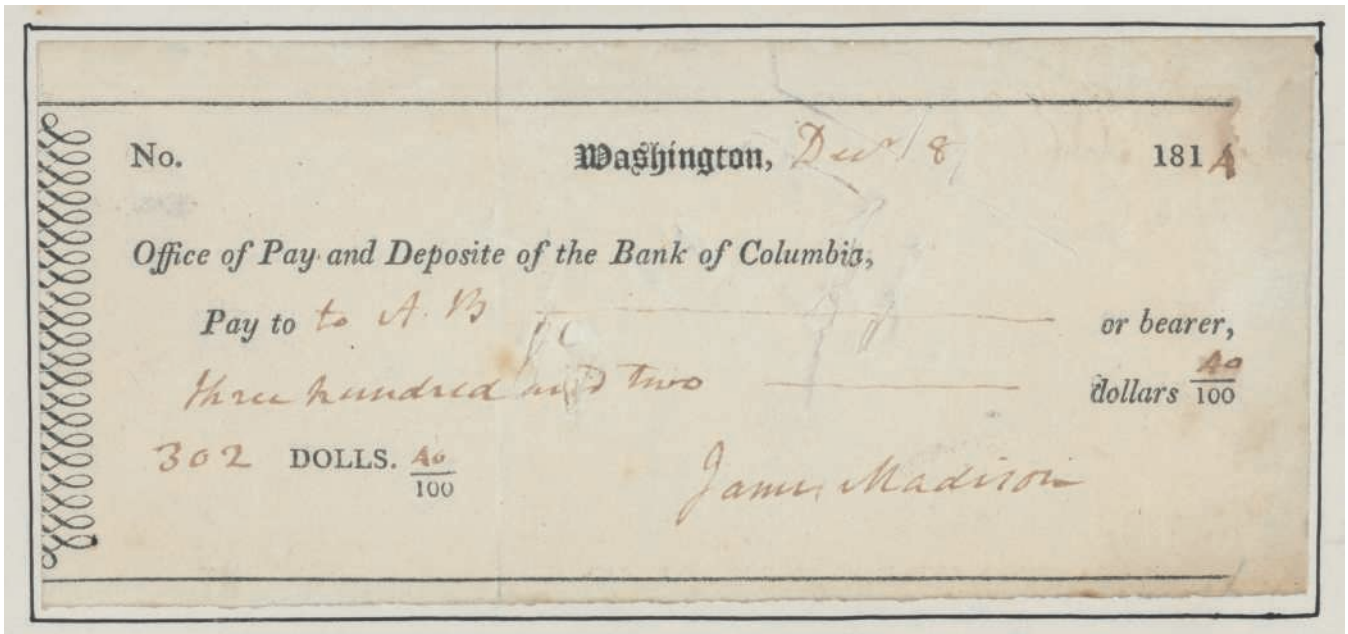 No. Washington, Decr 8 1814
Office of Pay and Deposite of the Bank of Columbia,
Pay to to A. B or bearer,
three hundred and two dollars 40/100
302 DOLLS. 40/100
James Madison